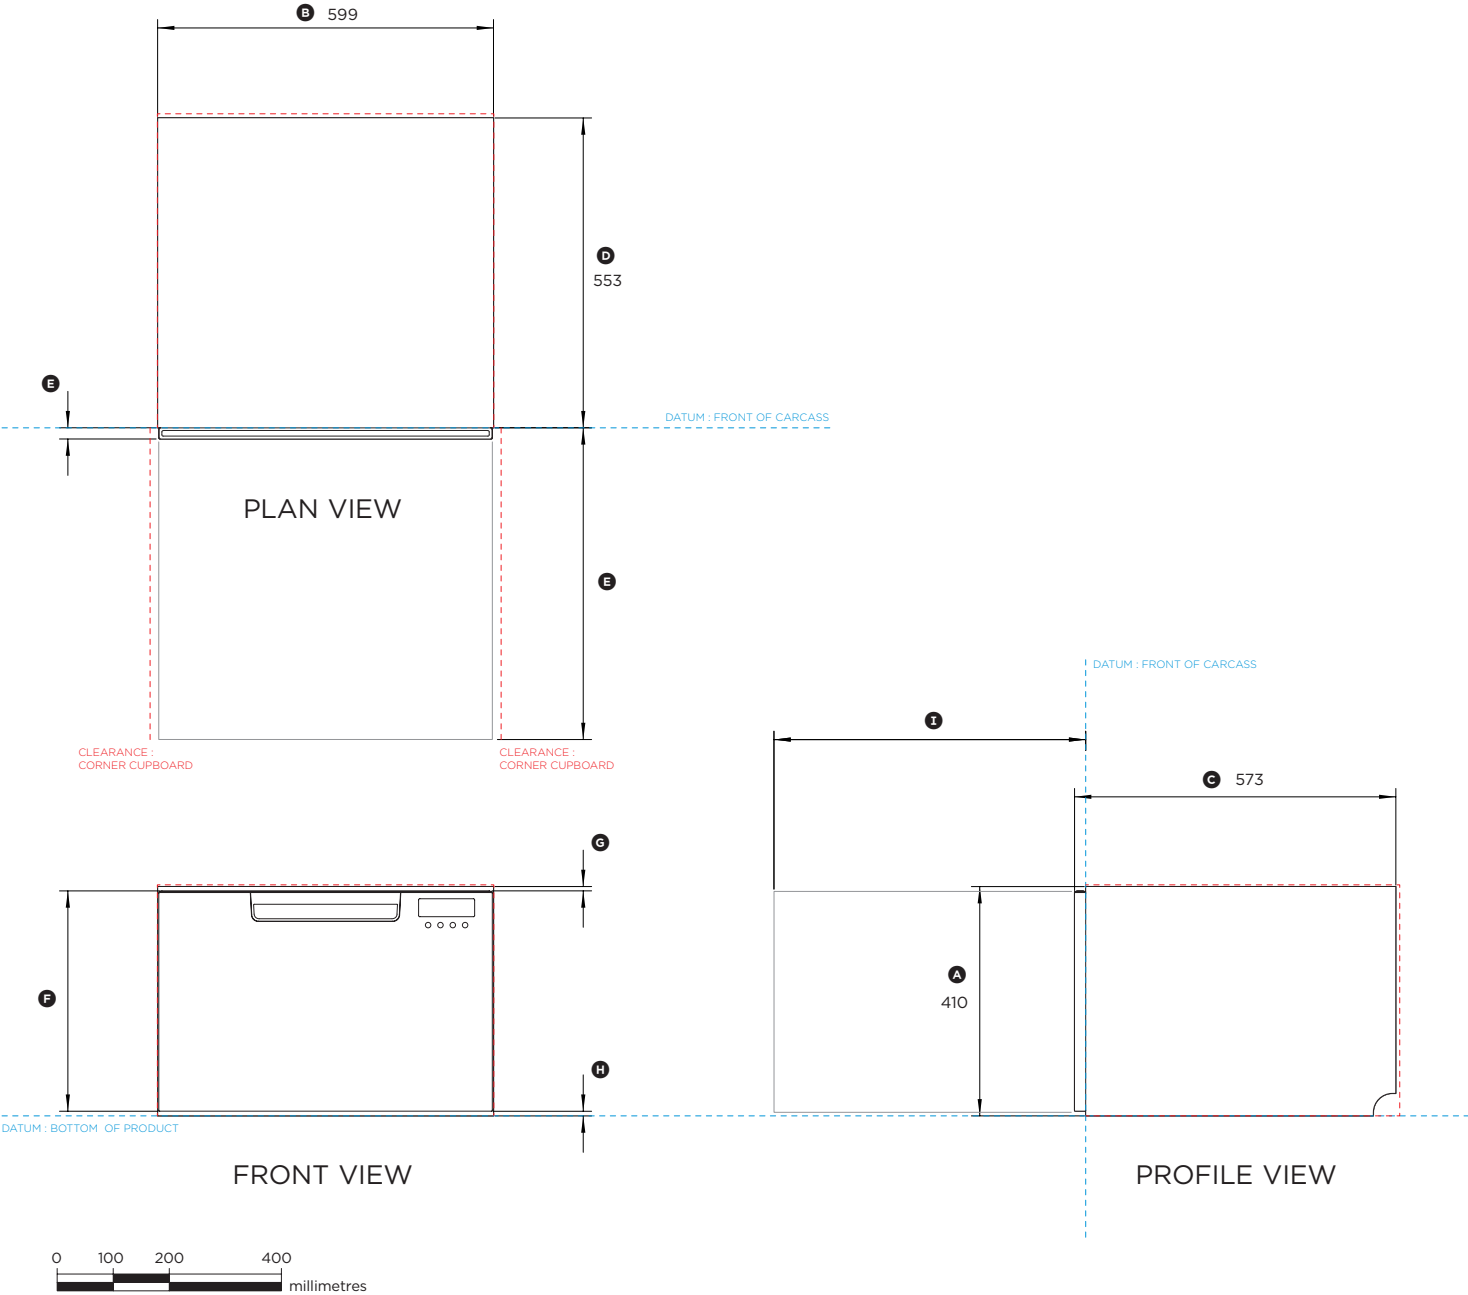 B 599
D
553
E
DATUM : FRONT OF CARCASS
PLAN VIEW
E
DATUM : FRONT OF CARCASS
I
CLEARANCE :
CORNER CUPBOARD
CLEARANCE :
CORNER CUPBOARD
C 573
G
A
410
F
H
DATUM : BOTTOM OF PRODUCT
FRONT VIEW
PROFILE VIEW
0 100 200 400
millimetres